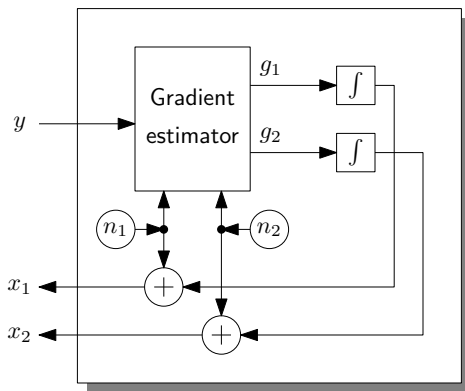 g₁
∫
Gradient
y
estimator
g₂
∫
n₁
n₂
x₁
+
x₂
+